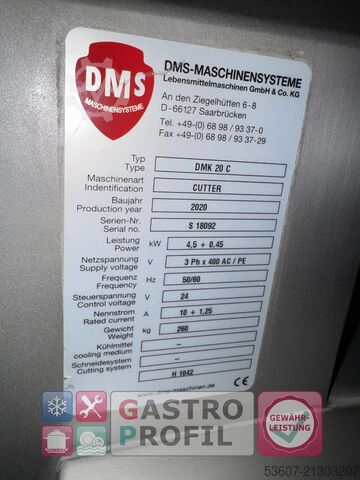 DMS
MASCHINENSYSTEME
DMS-MASCHINENSYSTEME
Lebensmittelmaschinen GmbH & Co. KG
An den Ziegelhütten 6-8
D-66127 Saarbrücken
Tel. +49-(0) 68 98 / 93 37-0
Fax +49-(0) 68 98 / 93 37-29
Typ
Type DMK 20 C
Maschinenart
Indentification CUTTER
Baujahr
Production year 2020
Serien-Nr.
Serial no. S 18092
Leistung
Power kW 4,5 + 0,45
Netzspannung
Supply voltage V 3 Ph x 400 AC / PE
Frequenz
Frequency Hz 50/60
Steuerspannung
Control voltage V 24
Nennstrom
Rated current A 10 + 1,25
Gewicht
Weight kg 260
Kühlmittel
cooling medium – –
Schneidesystem
Cutting system – H 1042
www.dms-maschinen.de CE
GASTRO
PROFIL
GEWÄHR-
LEISTUNG
53607-21303207